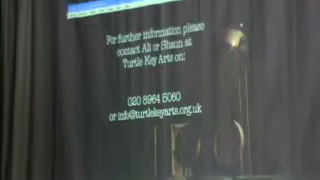 For further information please
contact Ali or Shaun at
Turtle Key Arts on:
020 8964 5060
or info@turtlekeyarts.org.uk